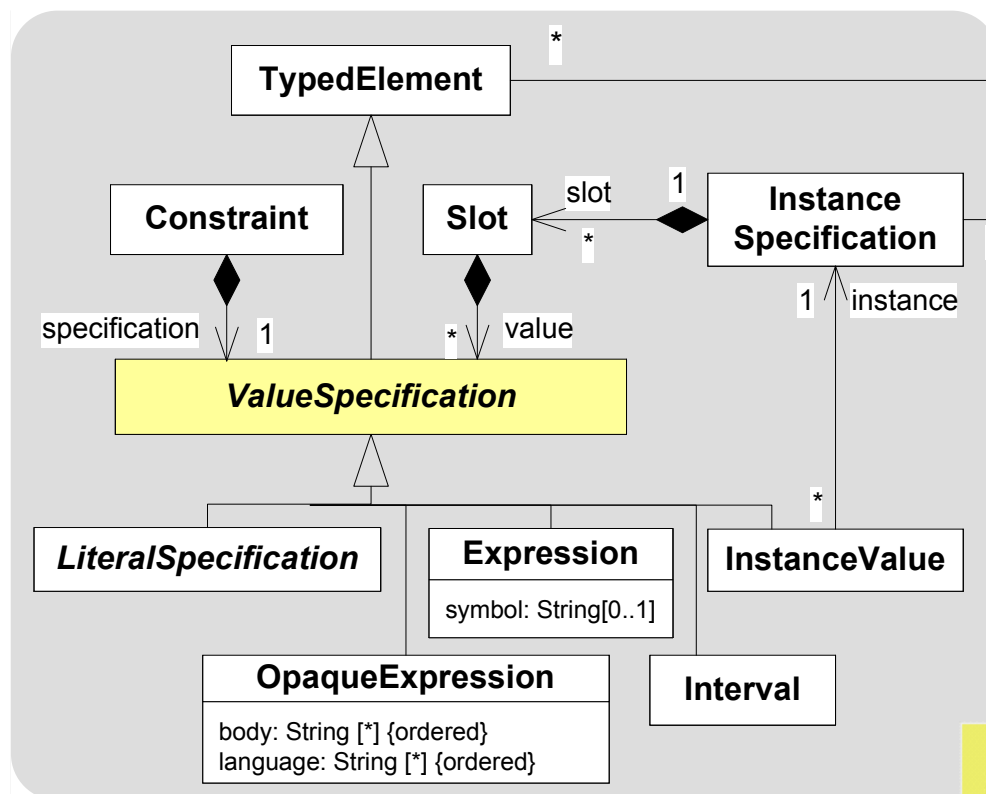 *
TypedElement
Constraint
Slot
slot
*
1
Instance
Specification
specification
1
*
value
1
instance
ValueSpecification
*
LiteralSpecification
Expression
symbol: String[0..1]
InstanceValue
OpaqueExpression
body: String [*] {ordered}
language: String [*] {ordered}
Interval